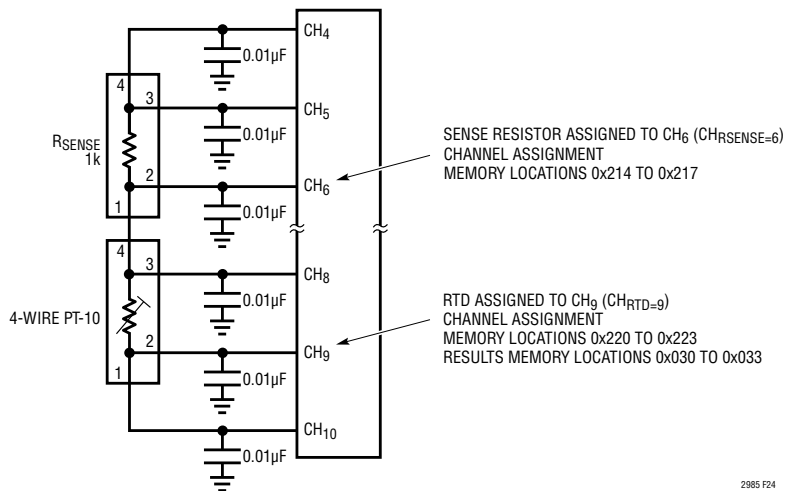 CH4
0.01µF
4
3
CH5
0.01µF
RSENSE
1k
2
CH6
1
0.01µF
SENSE RESISTOR ASSIGNED TO CH6 (CHRSENSE=6)
CHANNEL ASSIGNMENT
MEMORY LOCATIONS 0x214 TO 0x217
4
3
CH8
0.01µF
4-WIRE PT-10
2
CH9
1
0.01µF
RTD ASSIGNED TO CH9 (CHRTD=9)
CHANNEL ASSIGNMENT
MEMORY LOCATIONS 0x220 TO 0x223
RESULTS MEMORY LOCATIONS 0x030 TO 0x033
CH10
0.01µF
2985 F24